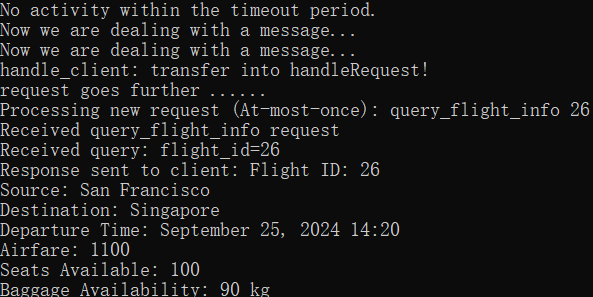 No activity within the timeout period.
Now we are dealing with a message...
Now we are dealing with a message...
handle_client: transfer into handleRequest!
request goes further ......
Processing new request (At-most-once): query_flight_info 26
Received query_flight_info request
Received query: flight_id=26
Response sent to client: Flight ID: 26
Source: San Francisco
Destination: Singapore
Departure Time: September 25, 2024 14:20
Airfare: 1100
Seats Available: 100
Baggage Availability: 90 kg